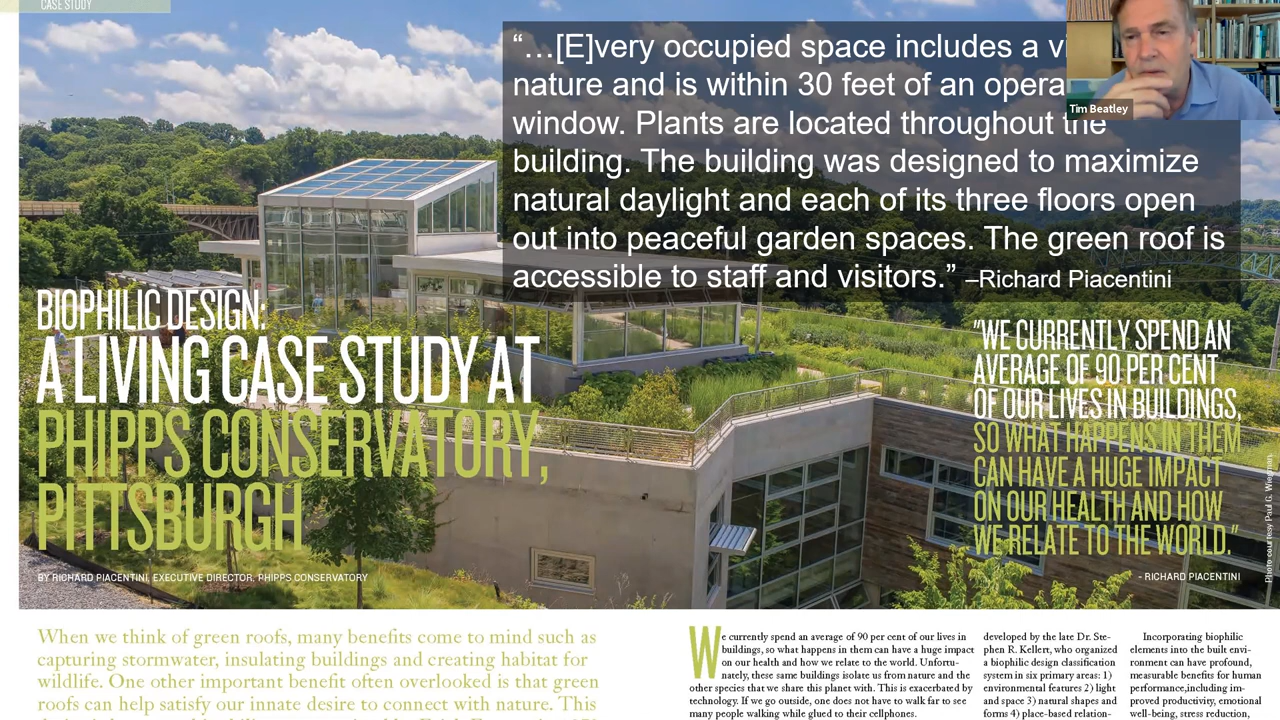 CASE STUDY
“…[E]very occupied space includes a
nature and is within 30 feet of an
window. Plants are located throughout the
building. The building was designed to maximize
natural daylight and each of its three floors open
out into peaceful garden spaces. The green roof is
accessible to staff and visitors.” –Richard Piacentini
Tim Beatley
BIOPHILIC DESIGN:
A LIVING CASE STUDY AT
PHIPPS CONSERVATORY,
PITTSBURGH
BY RICHARD PIACENTINI, EXECUTIVE DIRECTOR, PHIPPS CONSERVATORY
"WE CURRENTLY SPEND AN
AVERAGE OF 90 PER CENT
OF OUR LIVES IN BUILDINGS,
SO WHAT HAPPENS IN THEM
CAN HAVE A HUGE IMPACT
ON OUR HEALTH AND HOW
WE RELATE TO THE WORLD."
- RICHARD PIACENTINI
Photo courtesy Paul G. Wiegman.
When we think of green roofs, many benefits come to mind such as
capturing stormwater, insulating buildings and creating habitat for
wildlife. One other important benefit often overlooked is that green
roofs can help satisfy our innate desire to connect with nature. This
We currently spend an average of 90 per cent of our lives in
buildings, so what happens in them can have a huge impact
on our health and how we relate to the world. Unfortu-
nately, these same buildings isolate us from nature and the
other species that we share this planet with. This is exacerbated by
technology. If we go outside, one does not have to walk far to see
many people walking while glued to their cellphones.
developed by the late Dr. Ste-
phen R. Kellert, who organized
a biophilic design classification
system in six primary areas: 1)
environmental features 2) light
and space 3) natural shapes and
forms 4) place-based relation-
Incorporating biophilic
elements into the built envi-
ronment can have profound,
measurable benefits for human
performance,including im-
proved productivity, emotional
well-being, stress reduction,